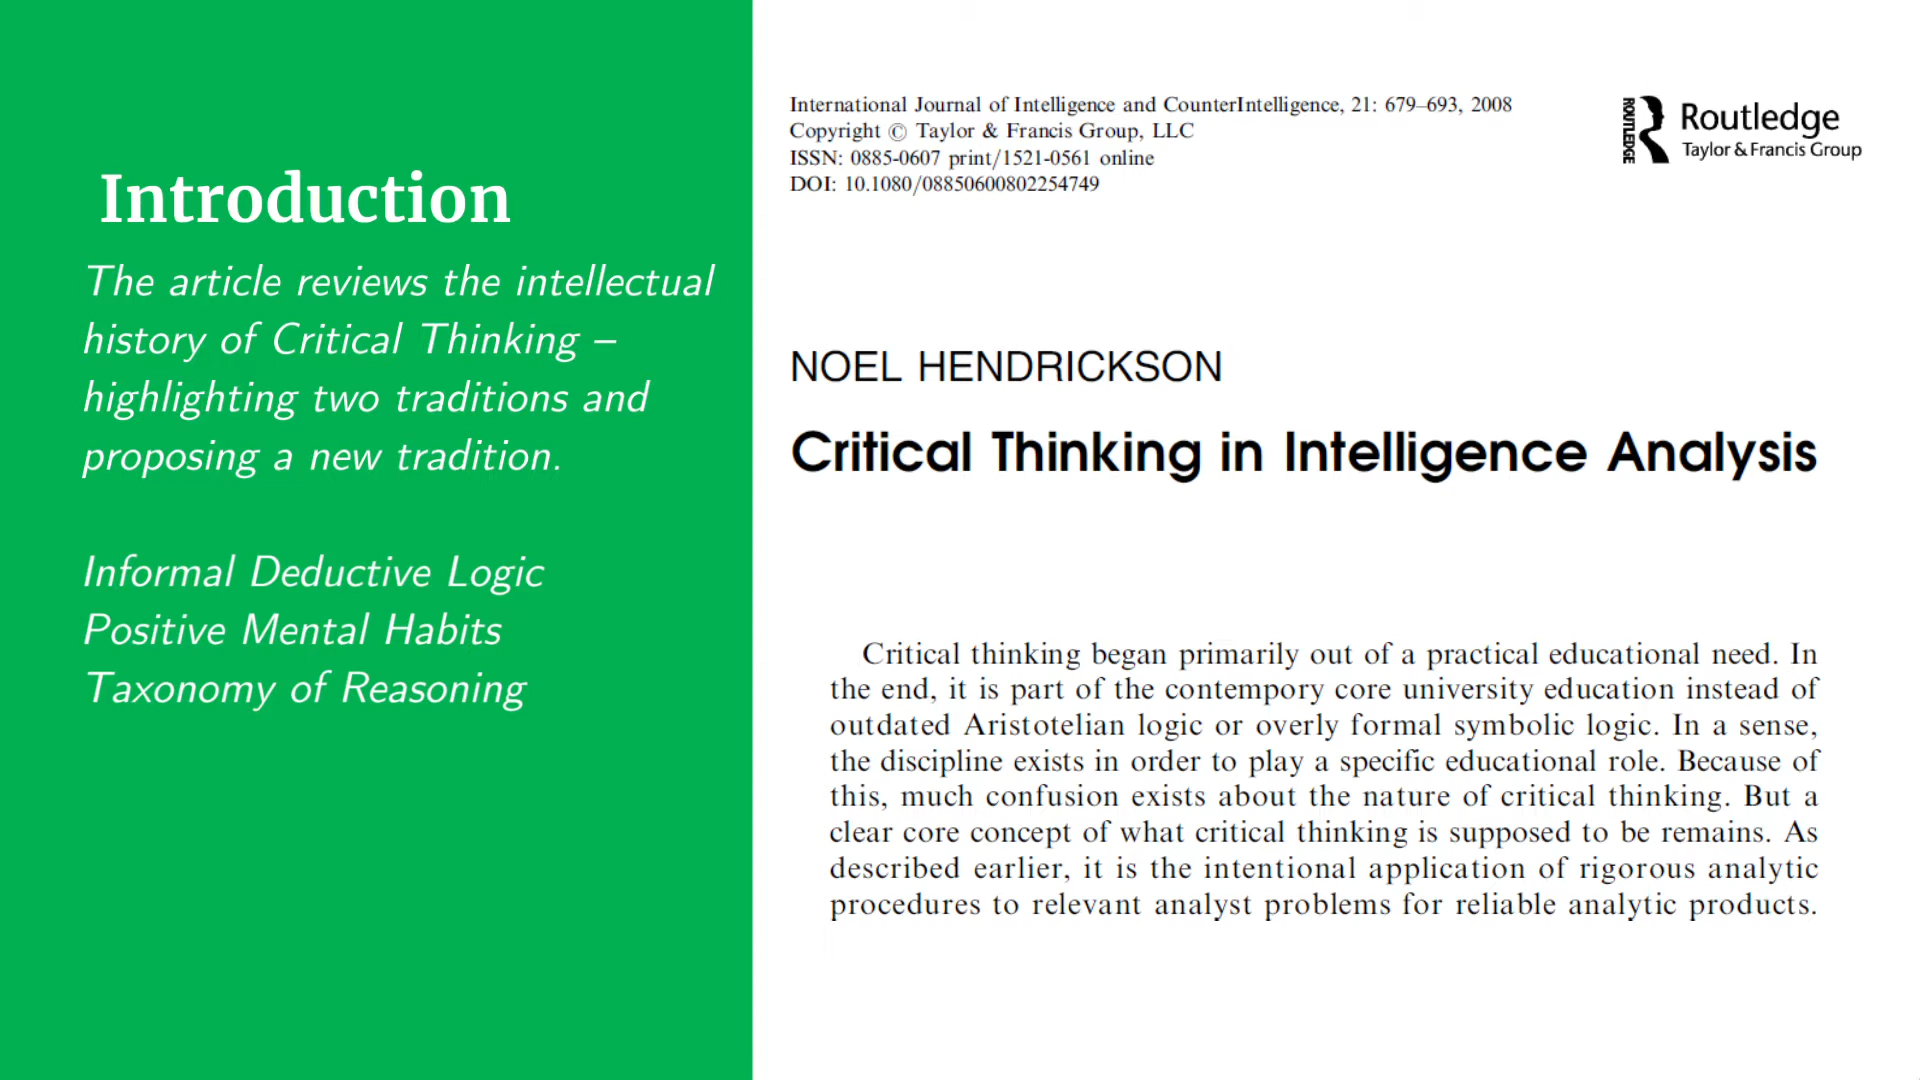 Introduction
The article reviews the intellectual
history of Critical Thinking –
highlighting two traditions and
proposing a new tradition.
Informal Deductive Logic
Positive Mental Habits
Taxonomy of Reasoning
International Journal of Intelligence and CounterIntelligence, 21: 679–693, 2008
Copyright © Taylor & Francis Group, LLC
ISSN: 0885-0607 print/1521-0561 online
DOI: 10.1080/08850600802254749
ROUTLEDGE
Routledge
Taylor & Francis Group
NOEL HENDRICKSON
Critical Thinking in Intelligence Analysis
Critical thinking began primarily out of a practical educational need. In
the end, it is part of the contempory core university education instead of
outdated Aristotelian logic or overly formal symbolic logic. In a sense,
the discipline exists in order to play a specific educational role. Because of
this, much confusion exists about the nature of critical thinking. But a
clear core concept of what critical thinking is supposed to be remains. As
described earlier, it is the intentional application of rigorous analytic
procedures to relevant analyst problems for reliable analytic products.